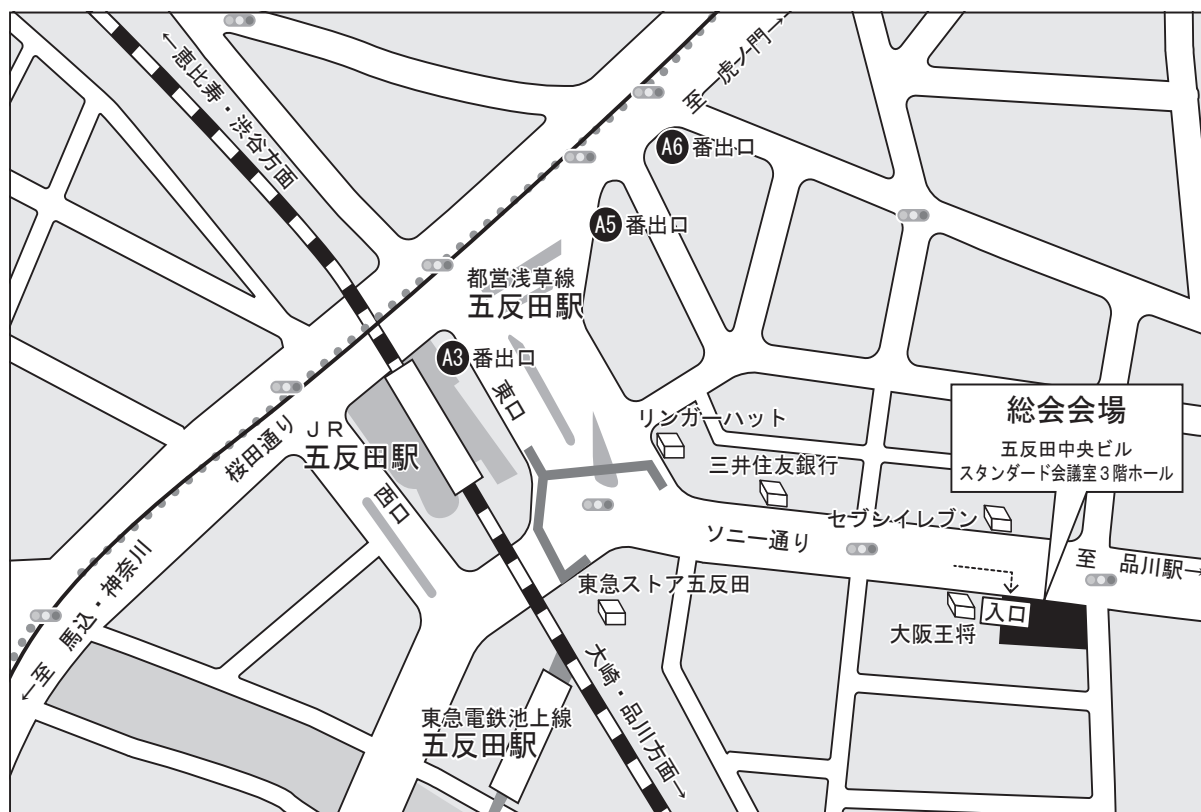 ←恵比寿・渋谷方面
至 虎ノ門→
A6 番出口
A5 番出口
都営浅草線
五反田駅
A3 番出口
東口
桜田通り
JR
五反田駅
西口
リンガーハット
三井住友銀行
総会会場
五反田中央ビル
スタンダード会議室3階ホール
セブンイレブン
ソニー通り
至 品川駅→
東急ストア五反田
入口
大阪王将
←至 馬込・神奈川
大崎・品川方面→
東急電鉄池上線
五反田駅